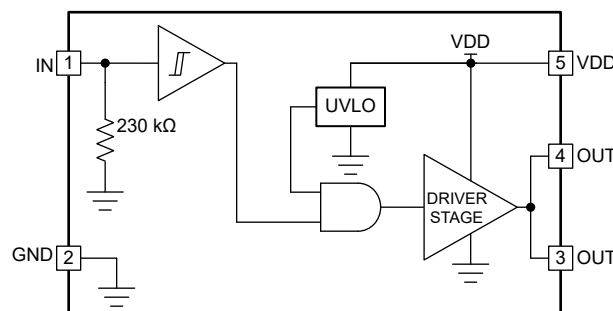 VDD
IN 1
5 VDD
UVLO
230 kΩ
4 OUT
DRIVER
STAGE
GND 2
3 OUT